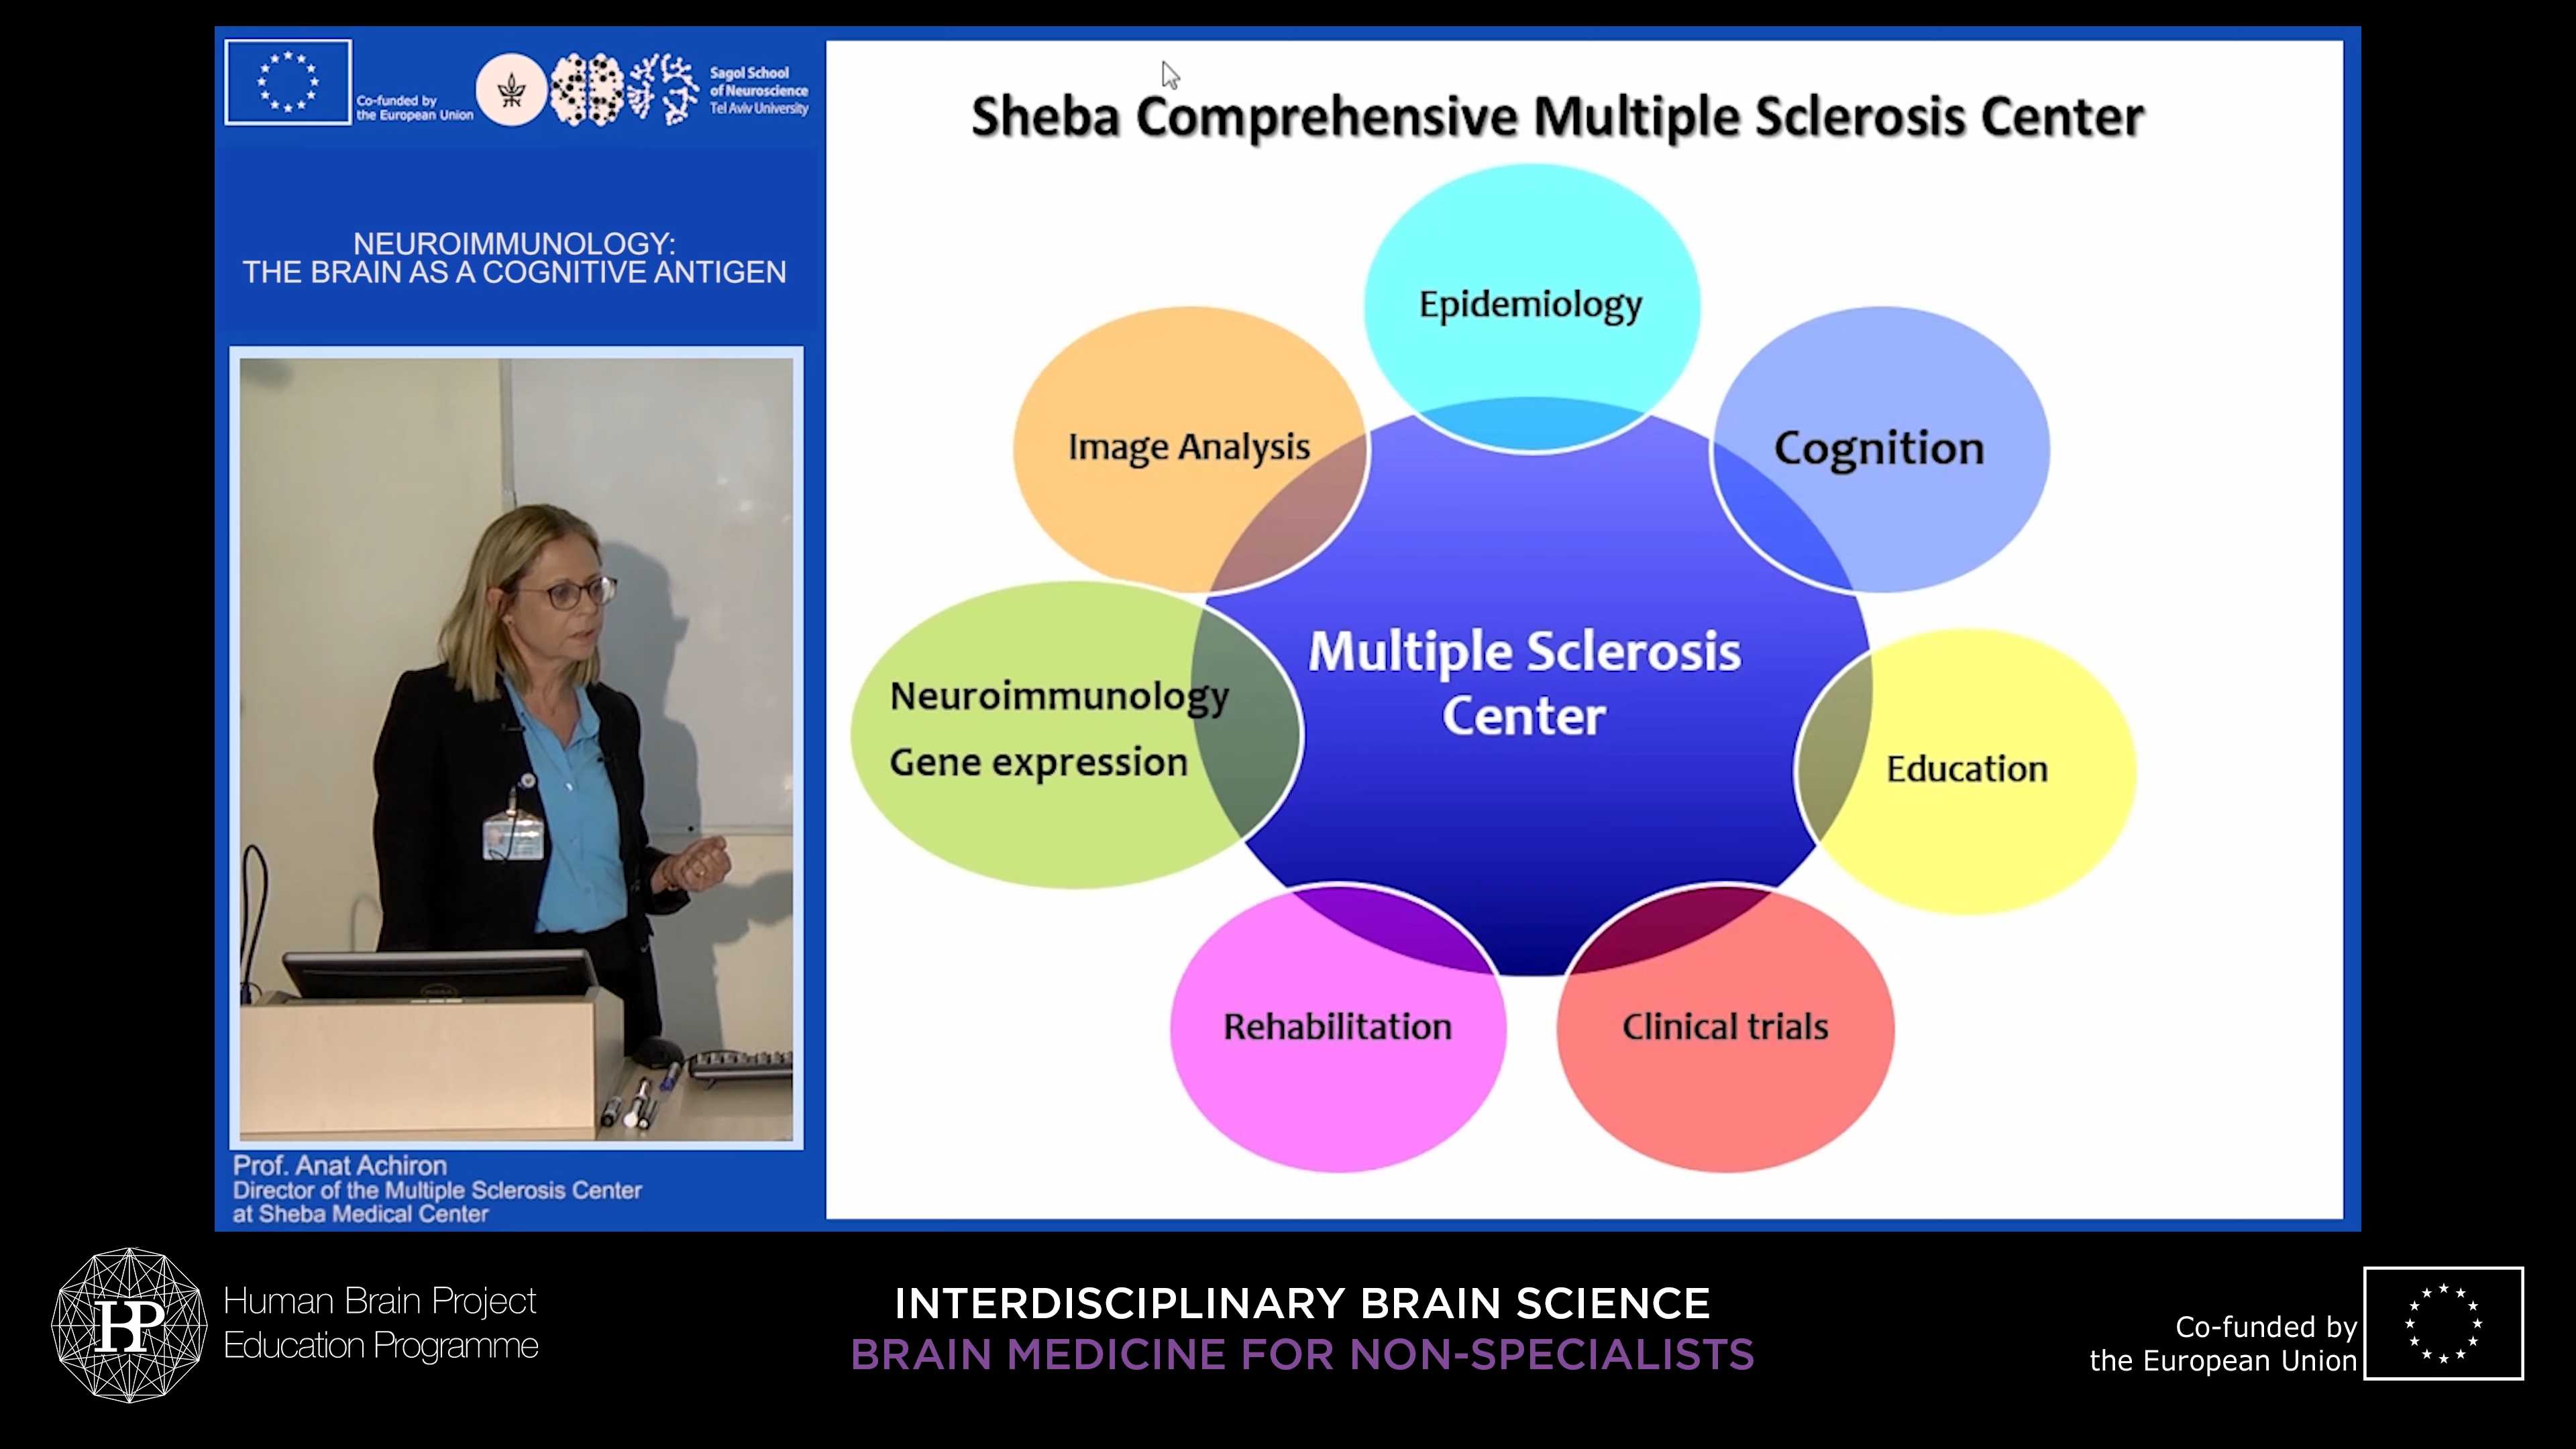 Co-funded by
the European Union
Sagol School
of Neuroscience
Tel Aviv University
NEUROIMMUNOLOGY:
THE BRAIN AS A COGNITIVE ANTIGEN
Prof. Anat Achiron
Director of the Multiple Sclerosis Center
at Sheba Medical Center
Sheba Comprehensive Multiple Sclerosis Center
Epidemiology
Image Analysis
Cognition
Multiple Sclerosis
Center
Neuroimmunology
Gene expression
Education
Rehabilitation
Clinical trials
HBP
Human Brain Project
Education Programme
INTERDISCIPLINARY BRAIN SCIENCE
BRAIN MEDICINE FOR NON-SPECIALISTS
Co-funded by
the European Union